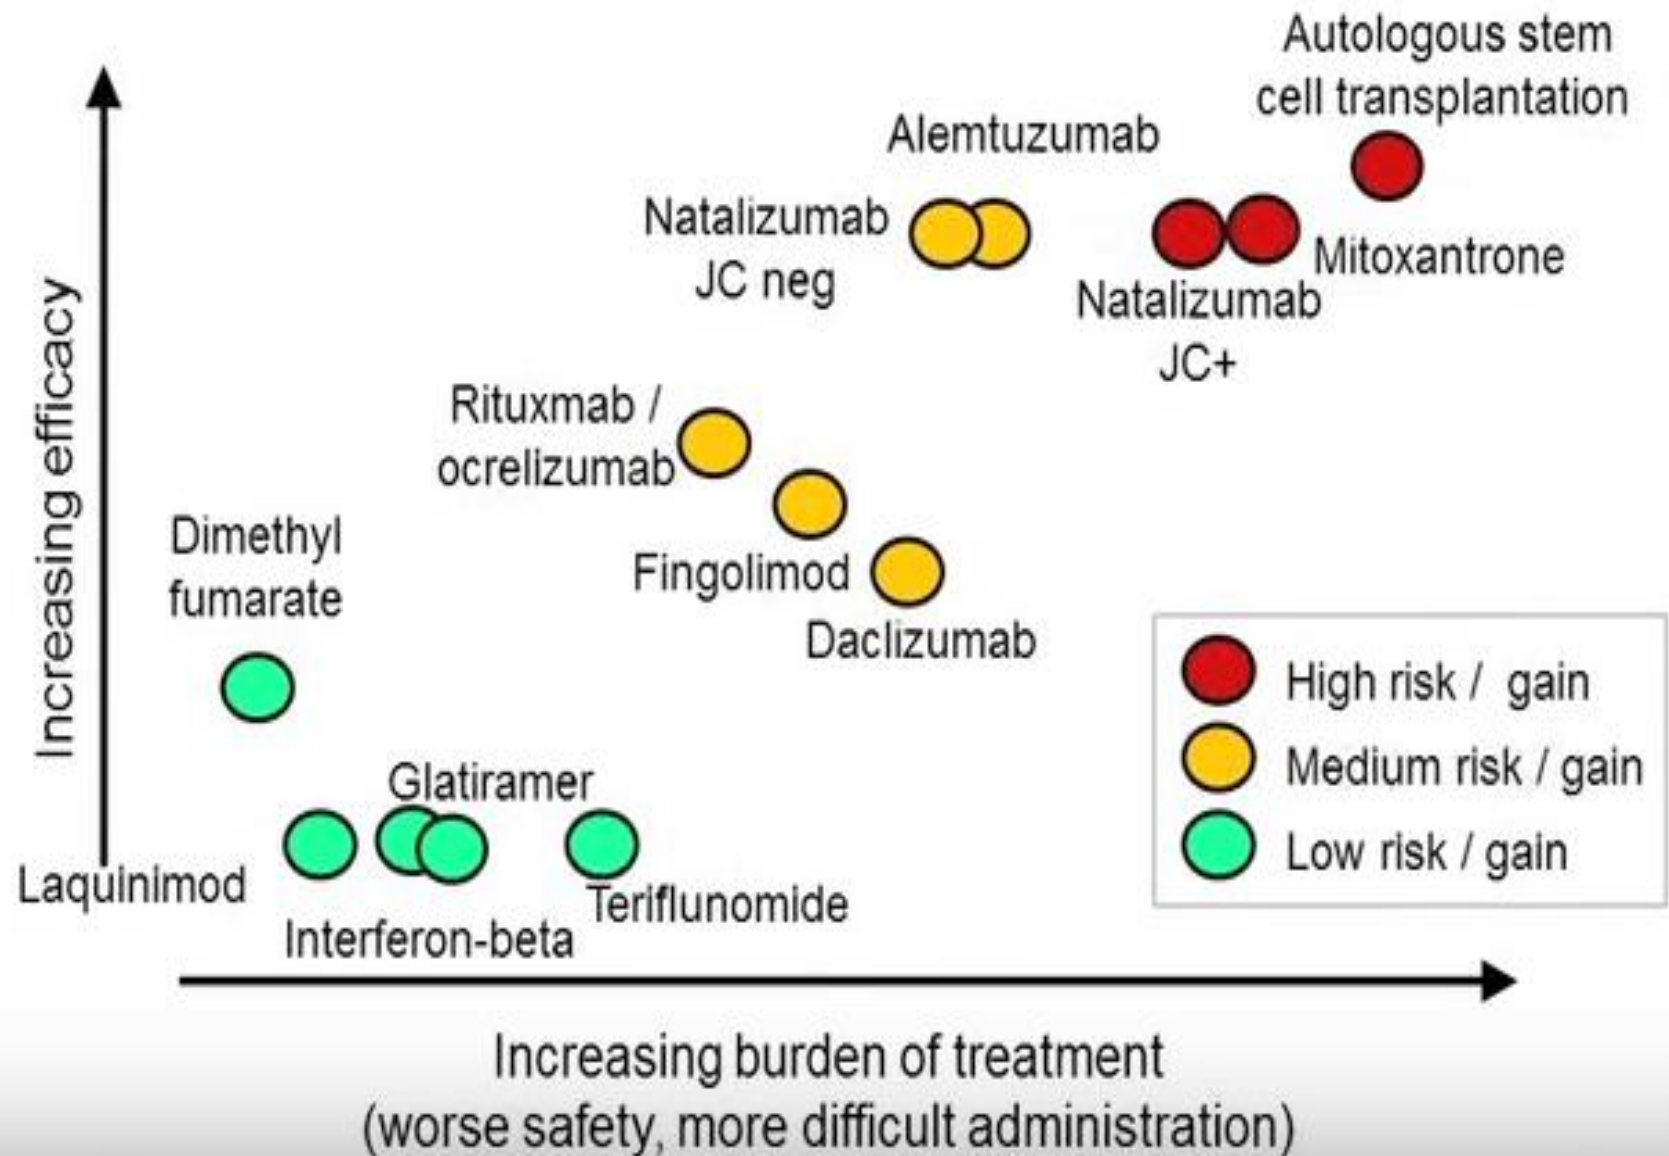 Autologous stem
cell transplantation
Alemtuzumab
Natalizumab
JC neg
Mitoxantrone
Natalizumab
JC+
Rituxmab /
ocrelizumab
Fingolimod
Daclizumab
Dimethyl
fumarate
Glatiramer
Laquinimod
Teriflunomide
Interferon-beta
Increasing efficacy
High risk / gain
Medium risk / gain
Low risk / gain
Increasing burden of treatment
(worse safety, more difficult administration)